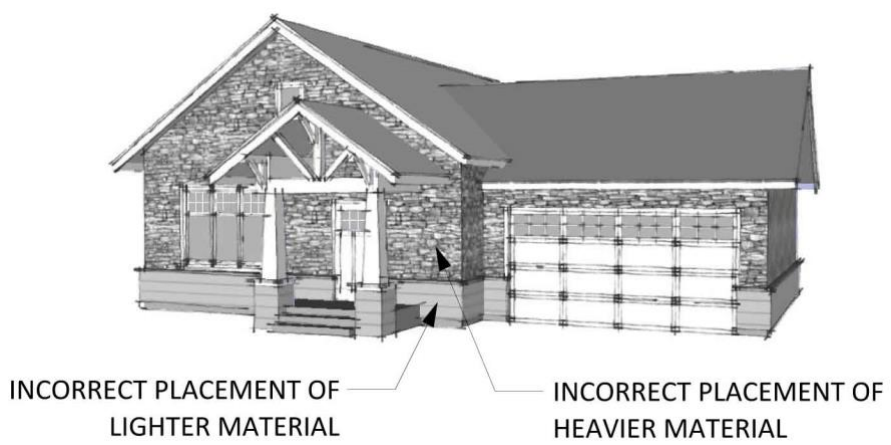 INCORRECT PLACEMENT OF
LIGHTER MATERIAL
INCORRECT PLACEMENT OF
HEAVIER MATERIAL